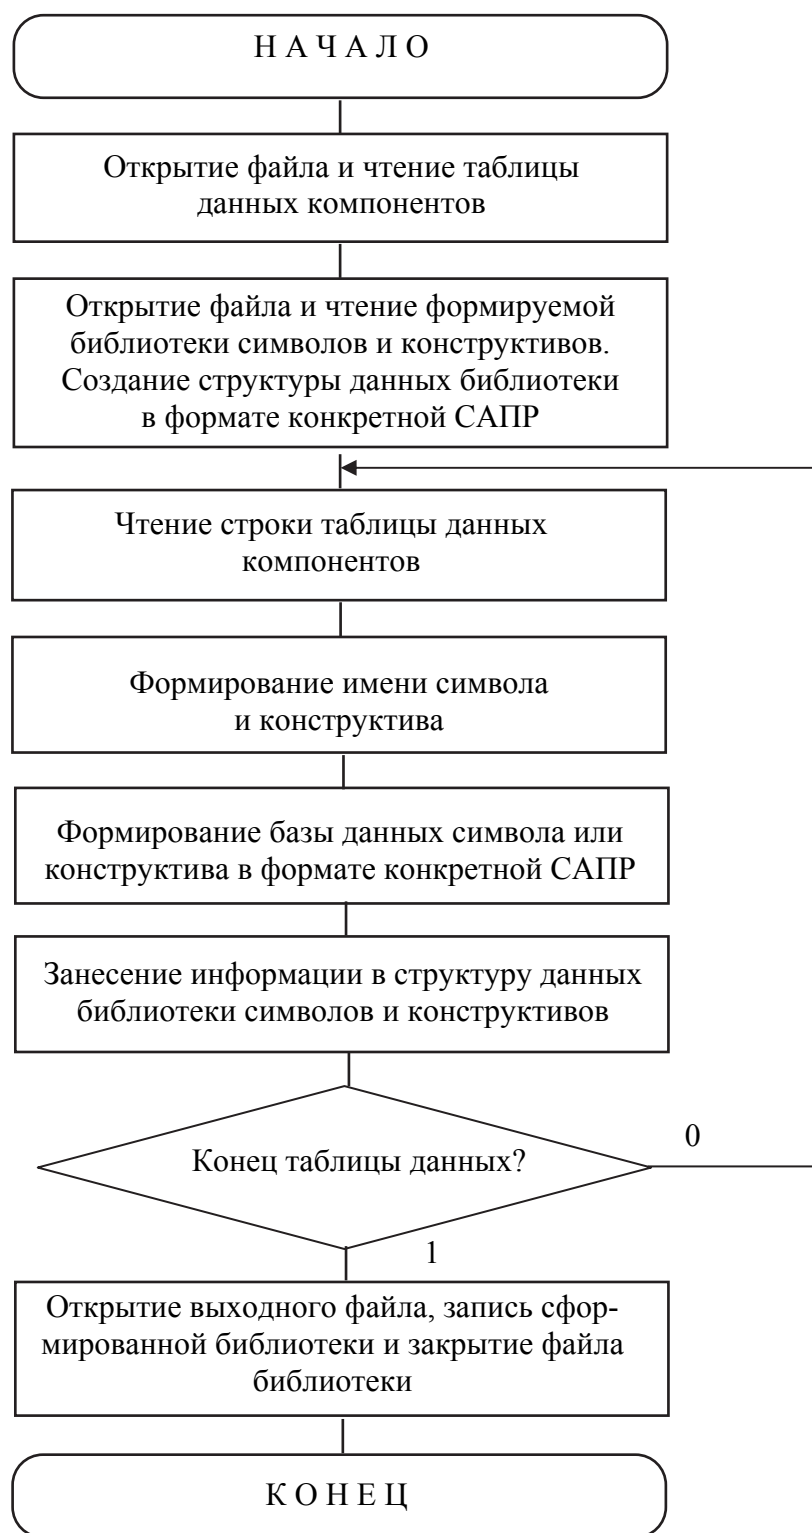 Н А Ч А Л О
Открытие файла и чтение таблицы
данных компонентов
Открытие файла и чтение формируемой
библиотеки символов и конструктивов.
Создание структуры данных библиотеки
в формате конкретной САПР
Чтение строки таблицы данных
компонентов
Формирование имени символа
и конструктива
Формирование базы данных символа или
конструктива в формате конкретной САПР
Занесение информации в структуру данных
библиотеки символов и конструктивов
0
Конец таблицы данных?
1
Открытие выходного файла, запись сфор-
мированной библиотеки и закрытие файла
библиотеки
К О Н Е Ц